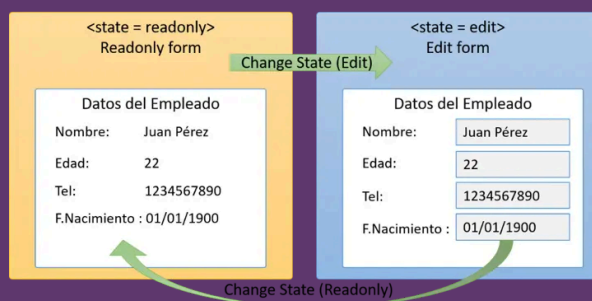 <state = readonly>
Readonly form
Datos del Empleado
Nombre: Juan Pérez
Edad: 22
Tel: 1234567890
F.Nacimiento : 01/01/1900
Change State (Edit)
<state = edit>
Edit form
Datos del Empleado
Nombre: Juan Pérez
Edad: 22
Tel: 1234567890
F.Nacimiento : 01/01/1900
Change State (Readonly)